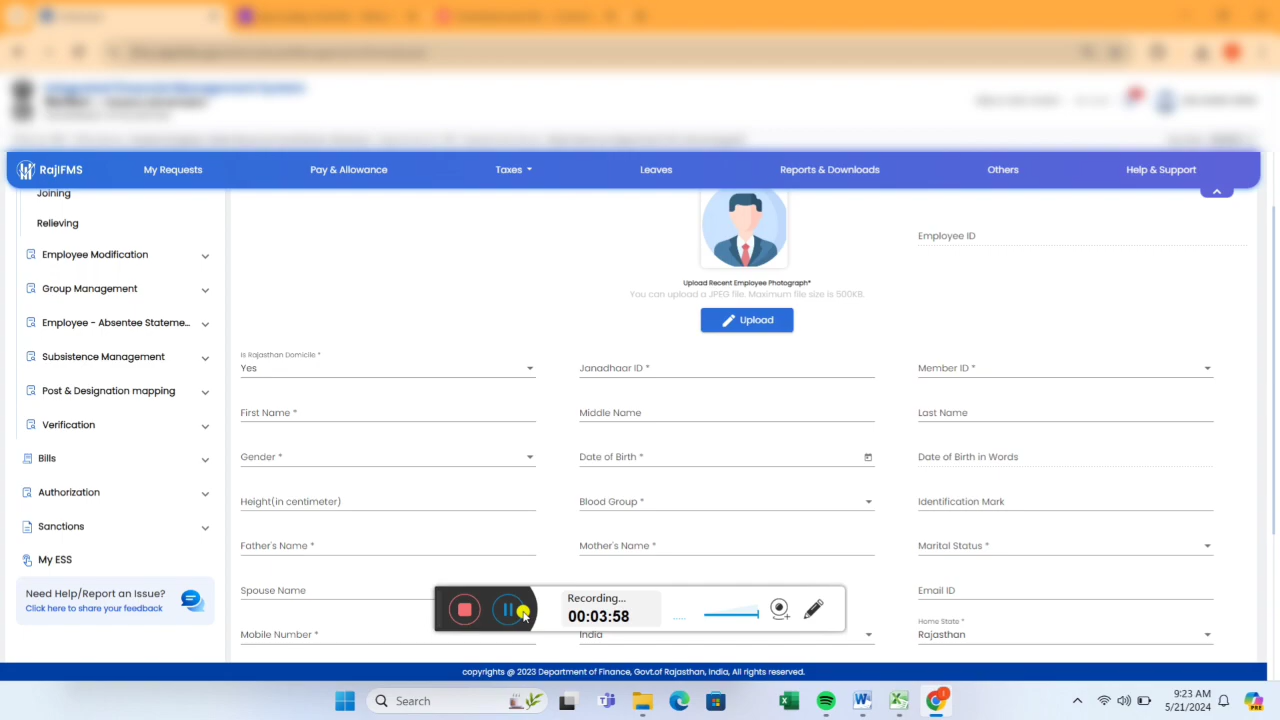 Integrated Financial Management System
RajIFMS
My Requests
Pay & Allowance
Taxes
Leaves
Reports & Downloads
Others
Help & Support
Joining
Relieving
Employee Modification
Group Management
Employee - Absentee Stateme...
Subsistence Management
Post & Designation mapping
Verification
Bills
Authorization
Sanctions
My ESS
Need Help/Report an Issue?
Click here to share your feedback
Employee ID
Upload Recent Employee Photograph*
You can upload a JPEG file. Maximum file size is 500KB.
Upload
Is Rajasthan Domicile *
Yes
Janadhaar ID *
Member ID *
First Name *
Middle Name
Last Name
Gender *
Date of Birth *
Date of Birth in Words
Height(in centimeter)
Blood Group *
Identification Mark
Father's Name *
Mother's Name *
Marital Status *
Spouse Name
Email ID
Recording...
00:03:58
Mobile Number *
India
Home State *
Rajasthan
copyrights @ 2023 Department of Finance, Govt.of Rajasthan, India, All rights reserved.
Search
1
9:23 AM
5/21/2024
PRE